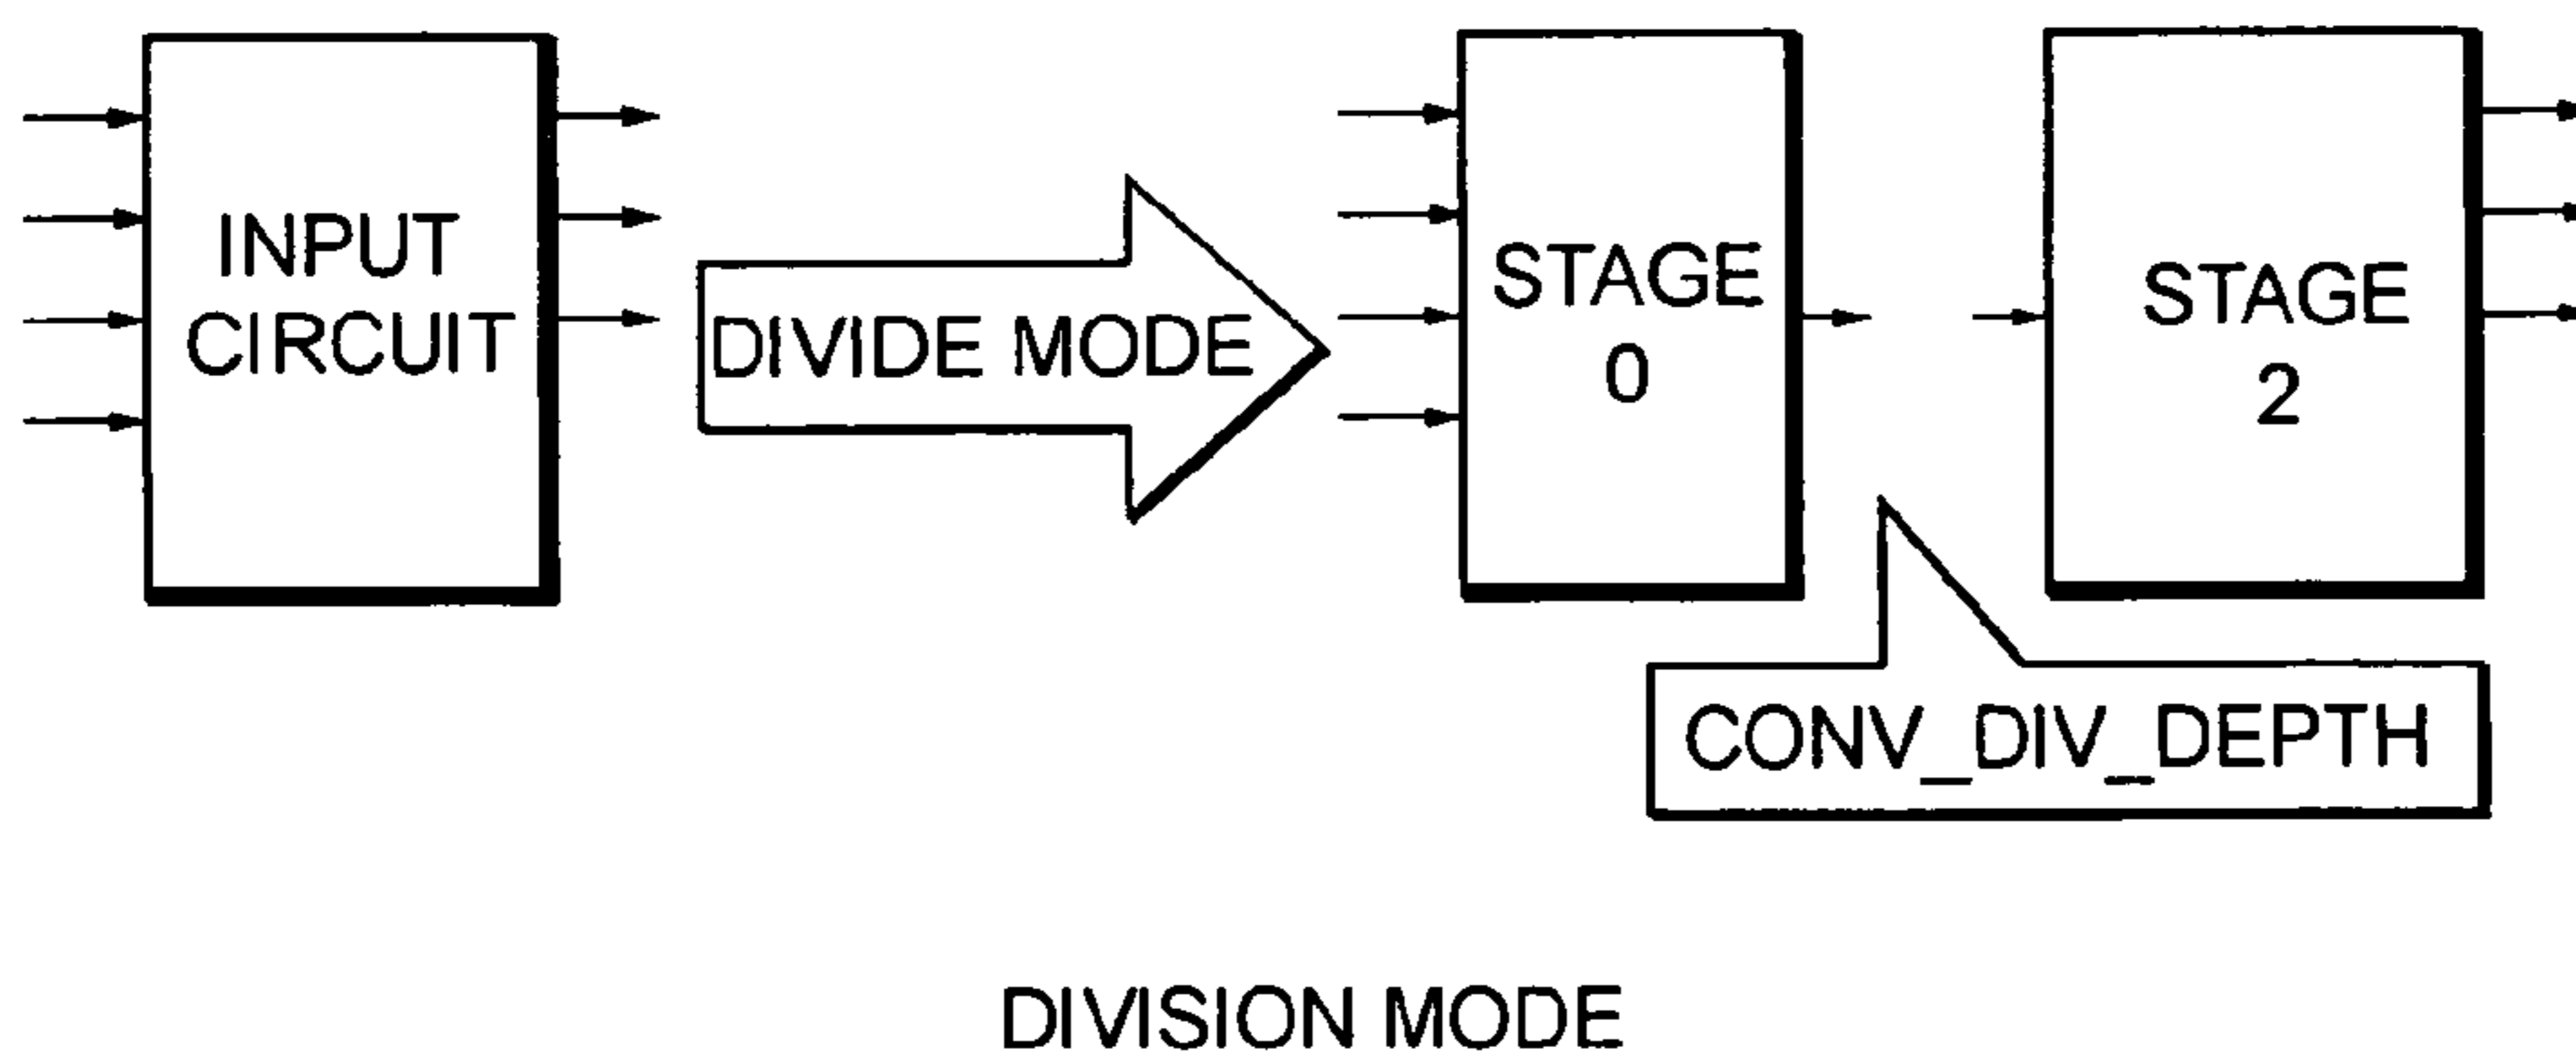 INPUT
CIRCUIT
DIVIDE MODE
STAGE
0
STAGE
2
CONV_DIV_DEPTH
DIVISION MODE